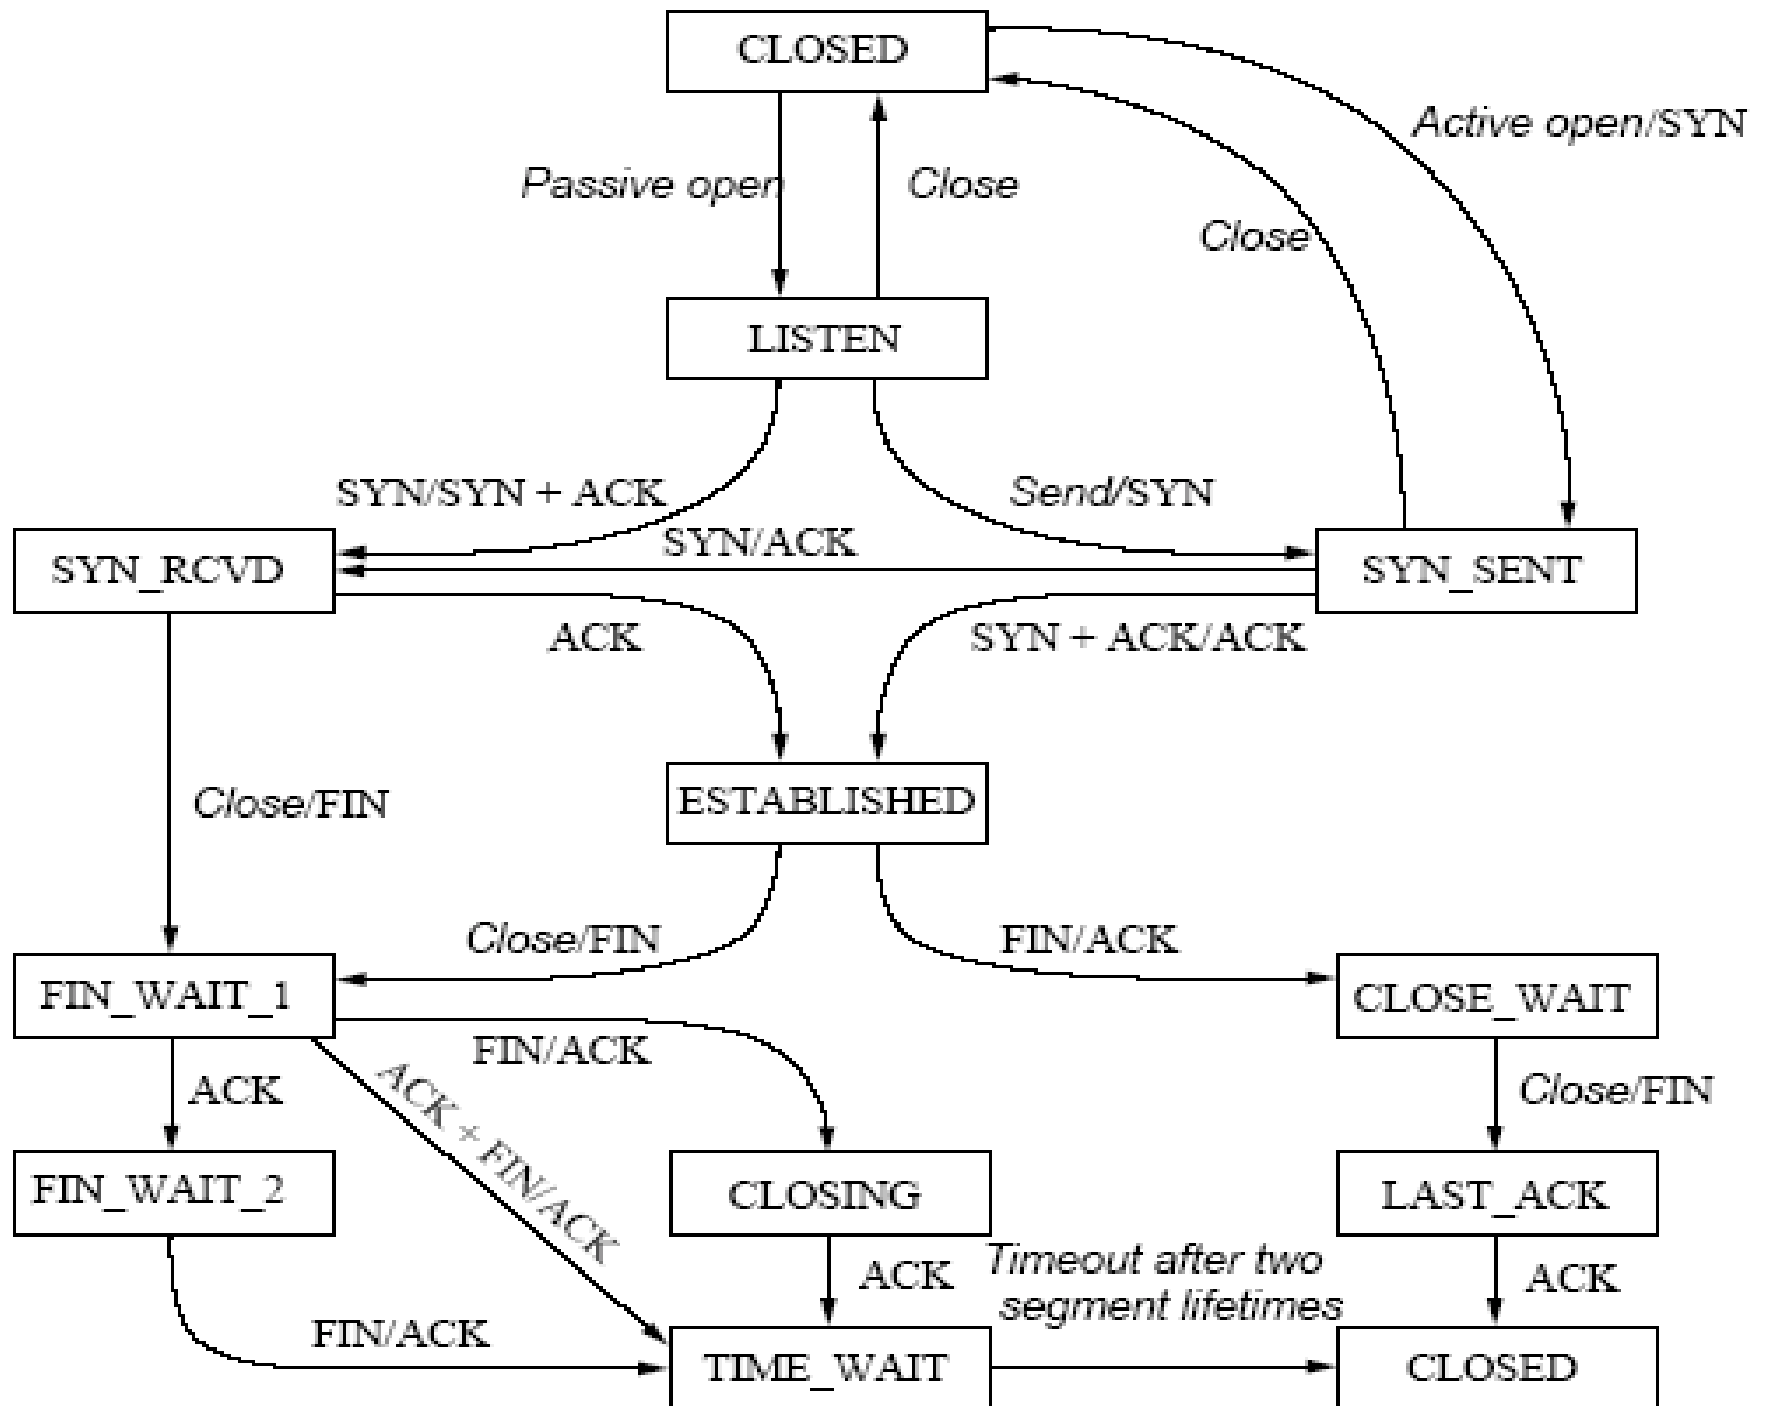 CLOSED
Active open/SYN
Passive open
Close
Close
LISTEN
SYN/SYN + ACK
Send/SYN
SYN/ACK
SYN_RCVD
SYN_SENT
ACK
SYN + ACK/ACK
Close/FIN
ESTABLISHED
Close/FIN
FIN/ACK
FIN_WAIT_1
CLOSE_WAIT
FIN/ACK
ACK
ACK + FIN/ACK
Close/FIN
FIN_WAIT_2
CLOSING
LAST_ACK
ACK
Timeout after two
segment lifetimes
ACK
FIN/ACK
TIME_WAIT
CLOSED